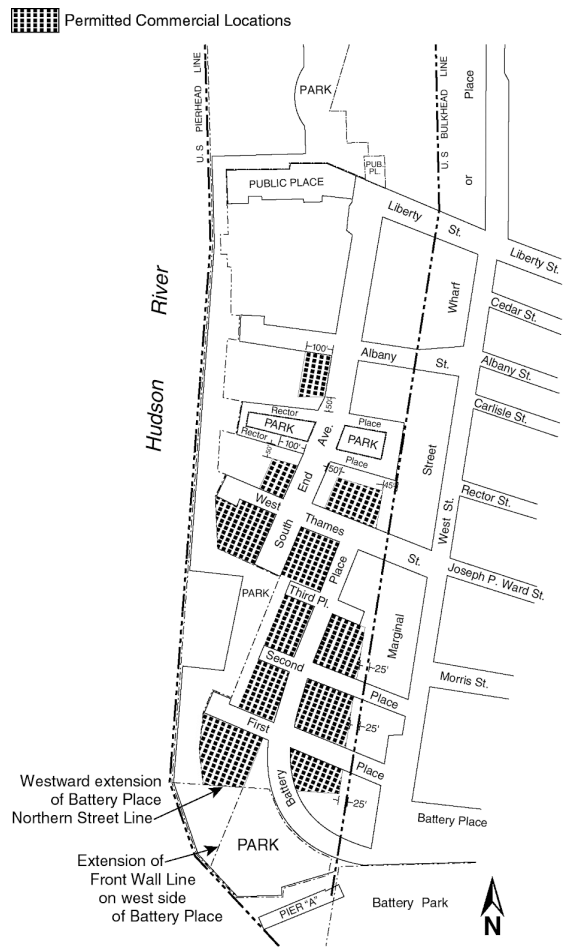 Permitted Commercial Locations
U.S PIERHEAD LINE
PARK
U.S BULKHEAD LINE
Place
or
PUB.
PL.
PUBLIC PLACE
Liberty St.
Liberty St.
Hudson River
Wharf
Cedar St.
100'
Albany St.
Albany St.
50'
Carlisle St.
Rector Place
PARK
Ave.
PARK
Rector Place
100'
50'
50'
45'
End
Street
Rector St.
West Thames St.
South
West St.
Place
Joseph P. Ward St.
PARK
Third Pl.
Marginal
Second Place
25'
Morris St.
25'
First Place
Westward extension
of Battery Place
Northern Street Line
Battery
25'
Battery Place
PARK
Extension of
Front Wall Line
on west side
of Battery Place
PIER "A"
Battery Park
N